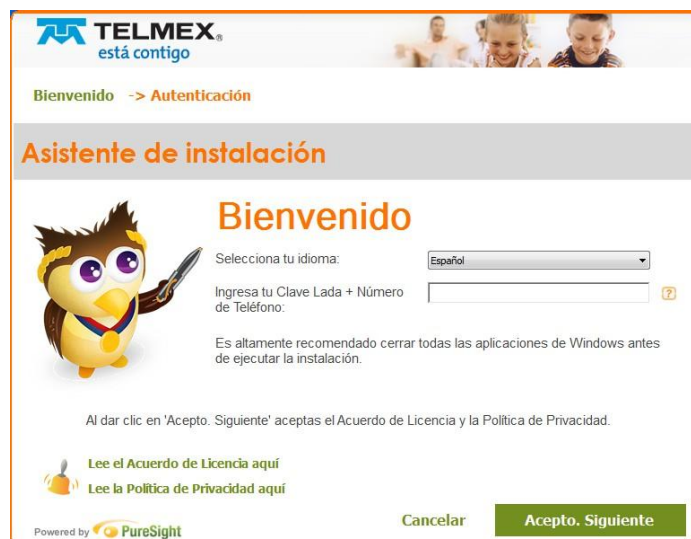 TELMEX®
está contigo
Bienvenido -> Autenticación
Asistente de instalación
Bienvenido
Selecciona tu idioma:
Español
Ingresa tu Clave Lada + Número
de Teléfono:
?
Es altamente recomendado cerrar todas las aplicaciones de Windows antes
de ejecutar la instalación.
Al dar clic en 'Acepto. Siguiente' aceptas el Acuerdo de Licencia y la Política de Privacidad.
Lee el Acuerdo de Licencia aquí
Lee la Política de Privacidad aquí
Powered by PureSight
Cancelar
Acepto. Siguiente